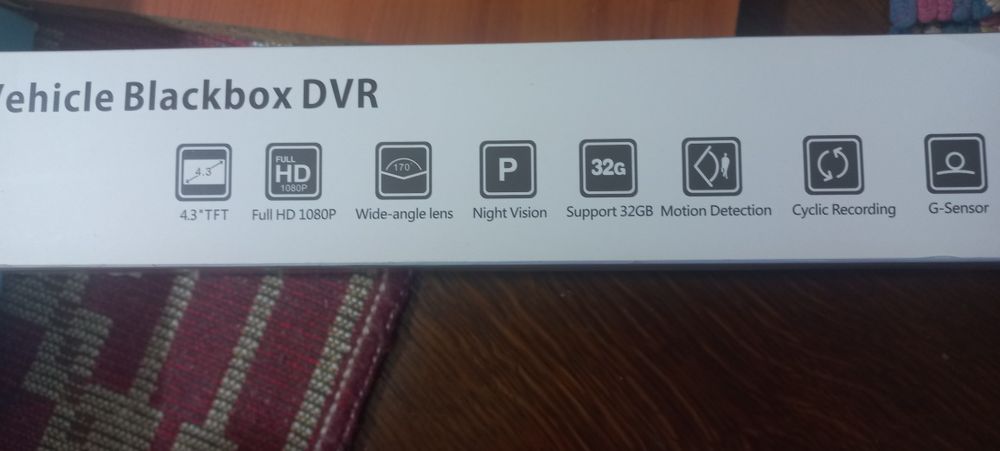 Vehicle Blackbox DVR
4.3"
FULL
HD
1080P
170°
P
32G
4.3"TFT
Full HD 1080P
Wide-angle lens
Night Vision
Support 32GB
Motion Detection
Cyclic Recording
G-Sensor